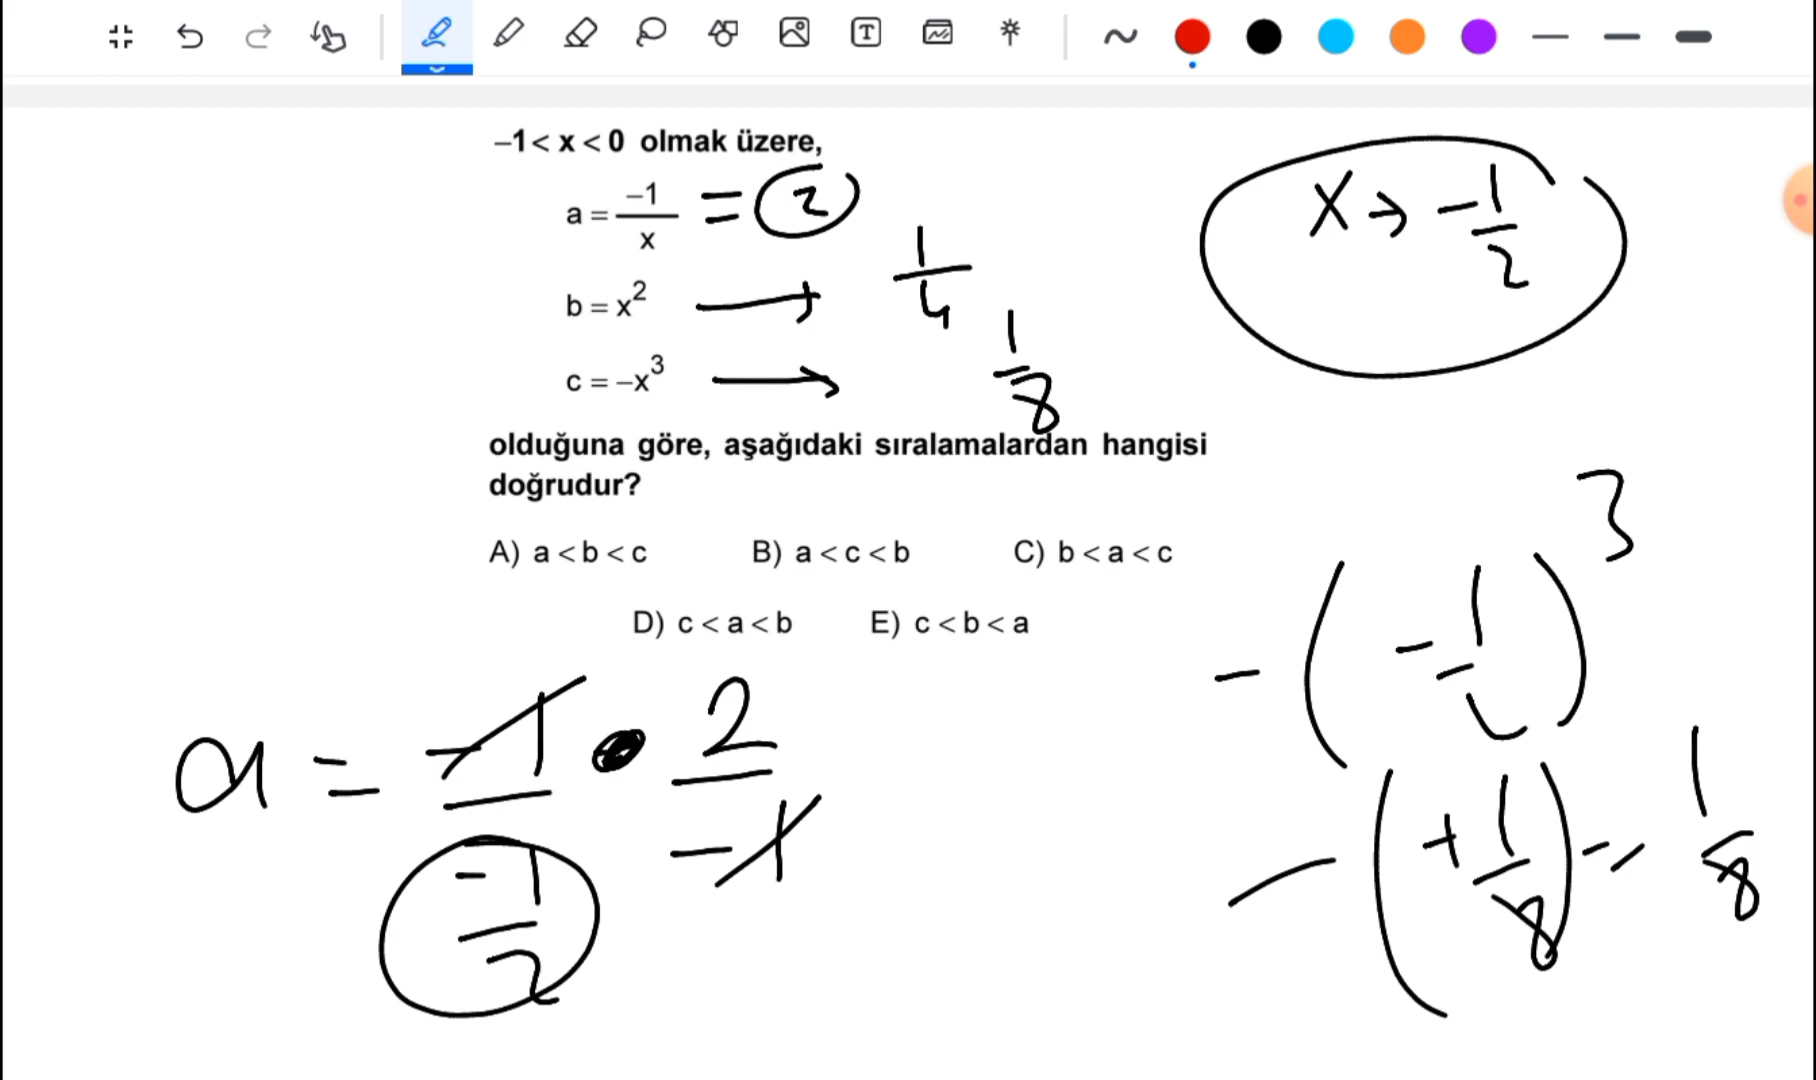 T
–1 < x < 0 olmak üzere,
a = –1/x = 2
b = x² → 1/4
c = –x³ → 1/8
x → –1/2
olduğuna göre, aşağıdaki sıralamalardan hangisi
doğrudur?
A) a < b < c B) a < c < b C) b < a < c
D) c < a < b E) c < b < a
a = –1/(–1/2) · 2/–1
–(–1/2)³
–(+1/8) = 1/8